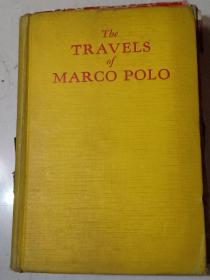 The
TRAVELS
of
MARCO POLO